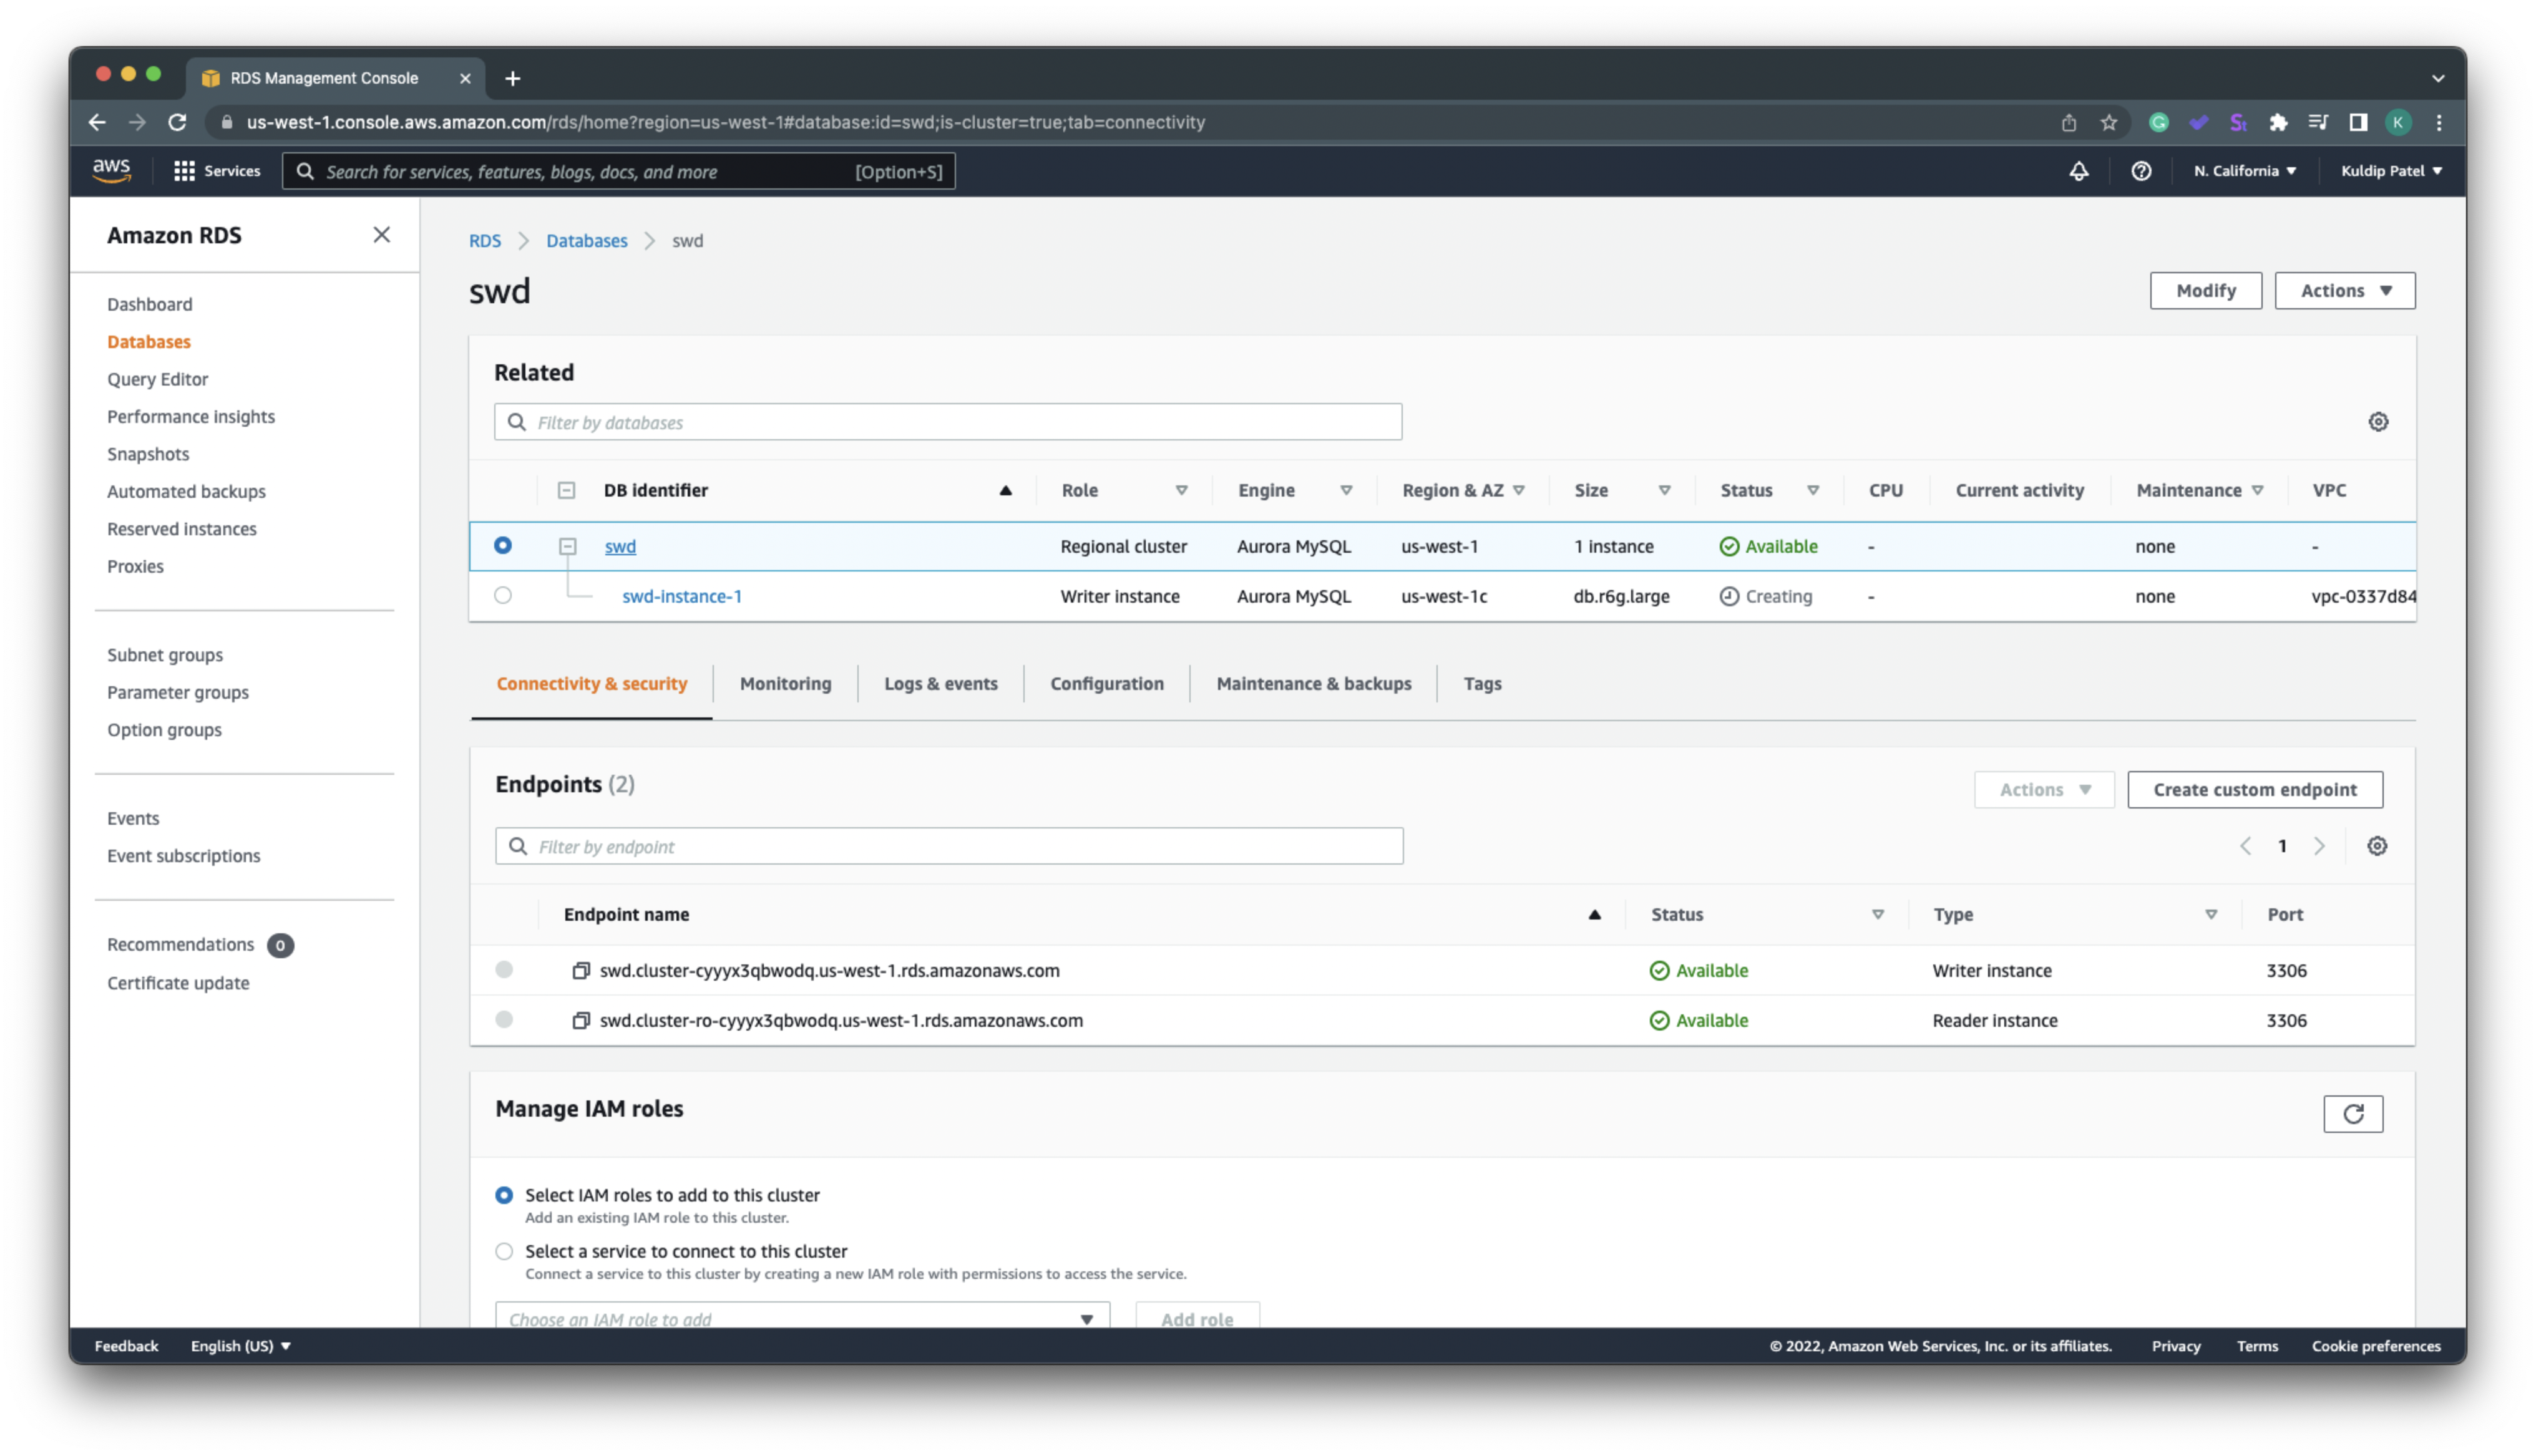 RDS Management Console
us-west-1.console.aws.amazon.com/rds/home?region=us-west-1#database:id=swd;is-cluster=true;tab=connectivity
K
aws Services Search for services, features, blogs, docs, and more [Option+S] N. California Kuldip Patel
Amazon RDS
Dashboard
Databases
Query Editor
Performance insights
Snapshots
Automated backups
Reserved instances
Proxies
Subnet groups
Parameter groups
Option groups
Events
Event subscriptions
Recommendations 0
Certificate update
RDS Databases swd
swd
Modify Actions
Related
Filter by databases
DB identifier Role Engine Region & AZ Size Status CPU Current activity Maintenance VPC
swd Regional cluster Aurora MySQL us-west-1 1 instance Available - none -
swd-instance-1 Writer instance Aurora MySQL us-west-1c db.r6g.large Creating - none vpc-0337d84
Connectivity & security Monitoring Logs & events Configuration Maintenance & backups Tags
Endpoints (2)
Actions Create custom endpoint
Filter by endpoint
1
Endpoint name Status Type Port
swd.cluster-cyyyx3qbwodq.us-west-1.rds.amazonaws.com Available Writer instance 3306
swd.cluster-ro-cyyyx3qbwodq.us-west-1.rds.amazonaws.com Available Reader instance 3306
Manage IAM roles
Select IAM roles to add to this cluster
Add an existing IAM role to this cluster.
Select a service to connect to this cluster
Connect a service to this cluster by creating a new IAM role with permissions to access the service.
Choose an IAM role to add Add role
Feedback English (US) © 2022, Amazon Web Services, Inc. or its affiliates. Privacy Terms Cookie preferences